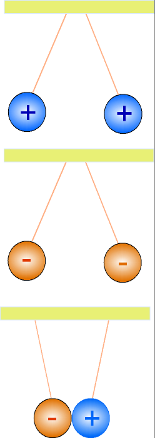 + +
- -
- +